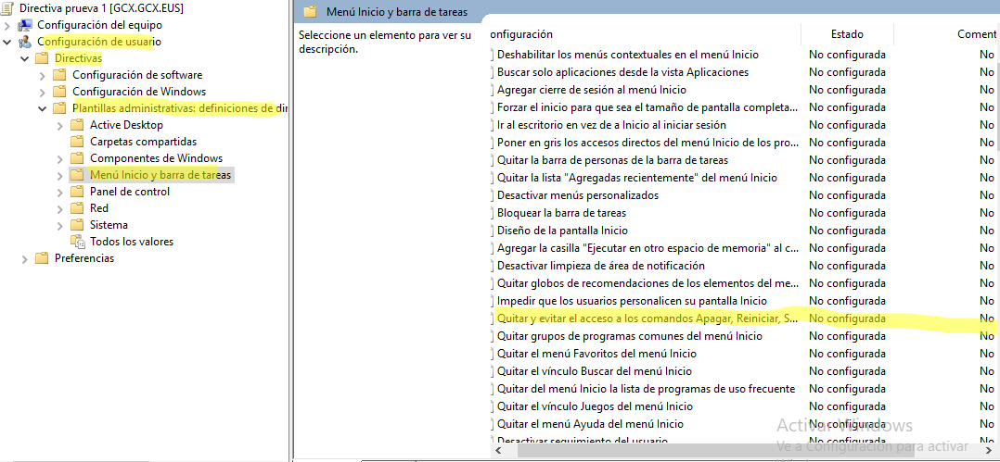 Directiva prueva 1 [GCX.GCX.EUS]
Configuración del equipo
Configuración de usuario
Directivas
Configuración de software
Configuración de Windows
Plantillas administrativas: definiciones de dir
Active Desktop
Carpetas compartidas
Componentes de Windows
Menú Inicio y barra de tareas
Panel de control
Red
Sistema
Todos los valores
Preferencias
Menú Inicio y barra de tareas
Seleccione un elemento para ver su
descripción.
onfiguración Estado Coment
Deshabilitar los menús contextuales en el menú Inicio No configurada No
Buscar solo aplicaciones desde la vista Aplicaciones No configurada No
Agregar cierre de sesión al menú Inicio No configurada No
Forzar el inicio para que sea el tamaño de pantalla completa... No configurada No
Ir al escritorio en vez de a Inicio al iniciar sesión No configurada No
Poner en gris los accesos directos del menú Inicio de los pro... No configurada No
Quitar la barra de personas de la barra de tareas No configurada No
Quitar la lista "Agregadas recientemente" del menú Inicio No configurada No
Desactivar menús personalizados No configurada No
Bloquear la barra de tareas No configurada No
Diseño de la pantalla Inicio No configurada No
Agregar la casilla "Ejecutar en otro espacio de memoria" al c... No configurada No
Desactivar limpieza de área de notificación No configurada No
Quitar globos de recomendaciones de los elementos del me... No configurada No
Impedir que los usuarios personalicen su pantalla Inicio No configurada No
Quitar y evitar el acceso a los comandos Apagar, Reiniciar, S... No configurada No
Quitar grupos de programas comunes del menú Inicio No configurada No
Quitar el menú Favoritos del menú Inicio No configurada No
Quitar el vínculo Buscar del menú Inicio No configurada No
Quitar del menú Inicio la lista de programas de uso frecuente No configurada No
Quitar el vínculo Juegos del menú Inicio No configurada No
Quitar el menú Ayuda del menú Inicio No configurada No
Desactivar seguimiento del usuario No configurada No
Activar Windows
Ve a Configuración para activar
Windows